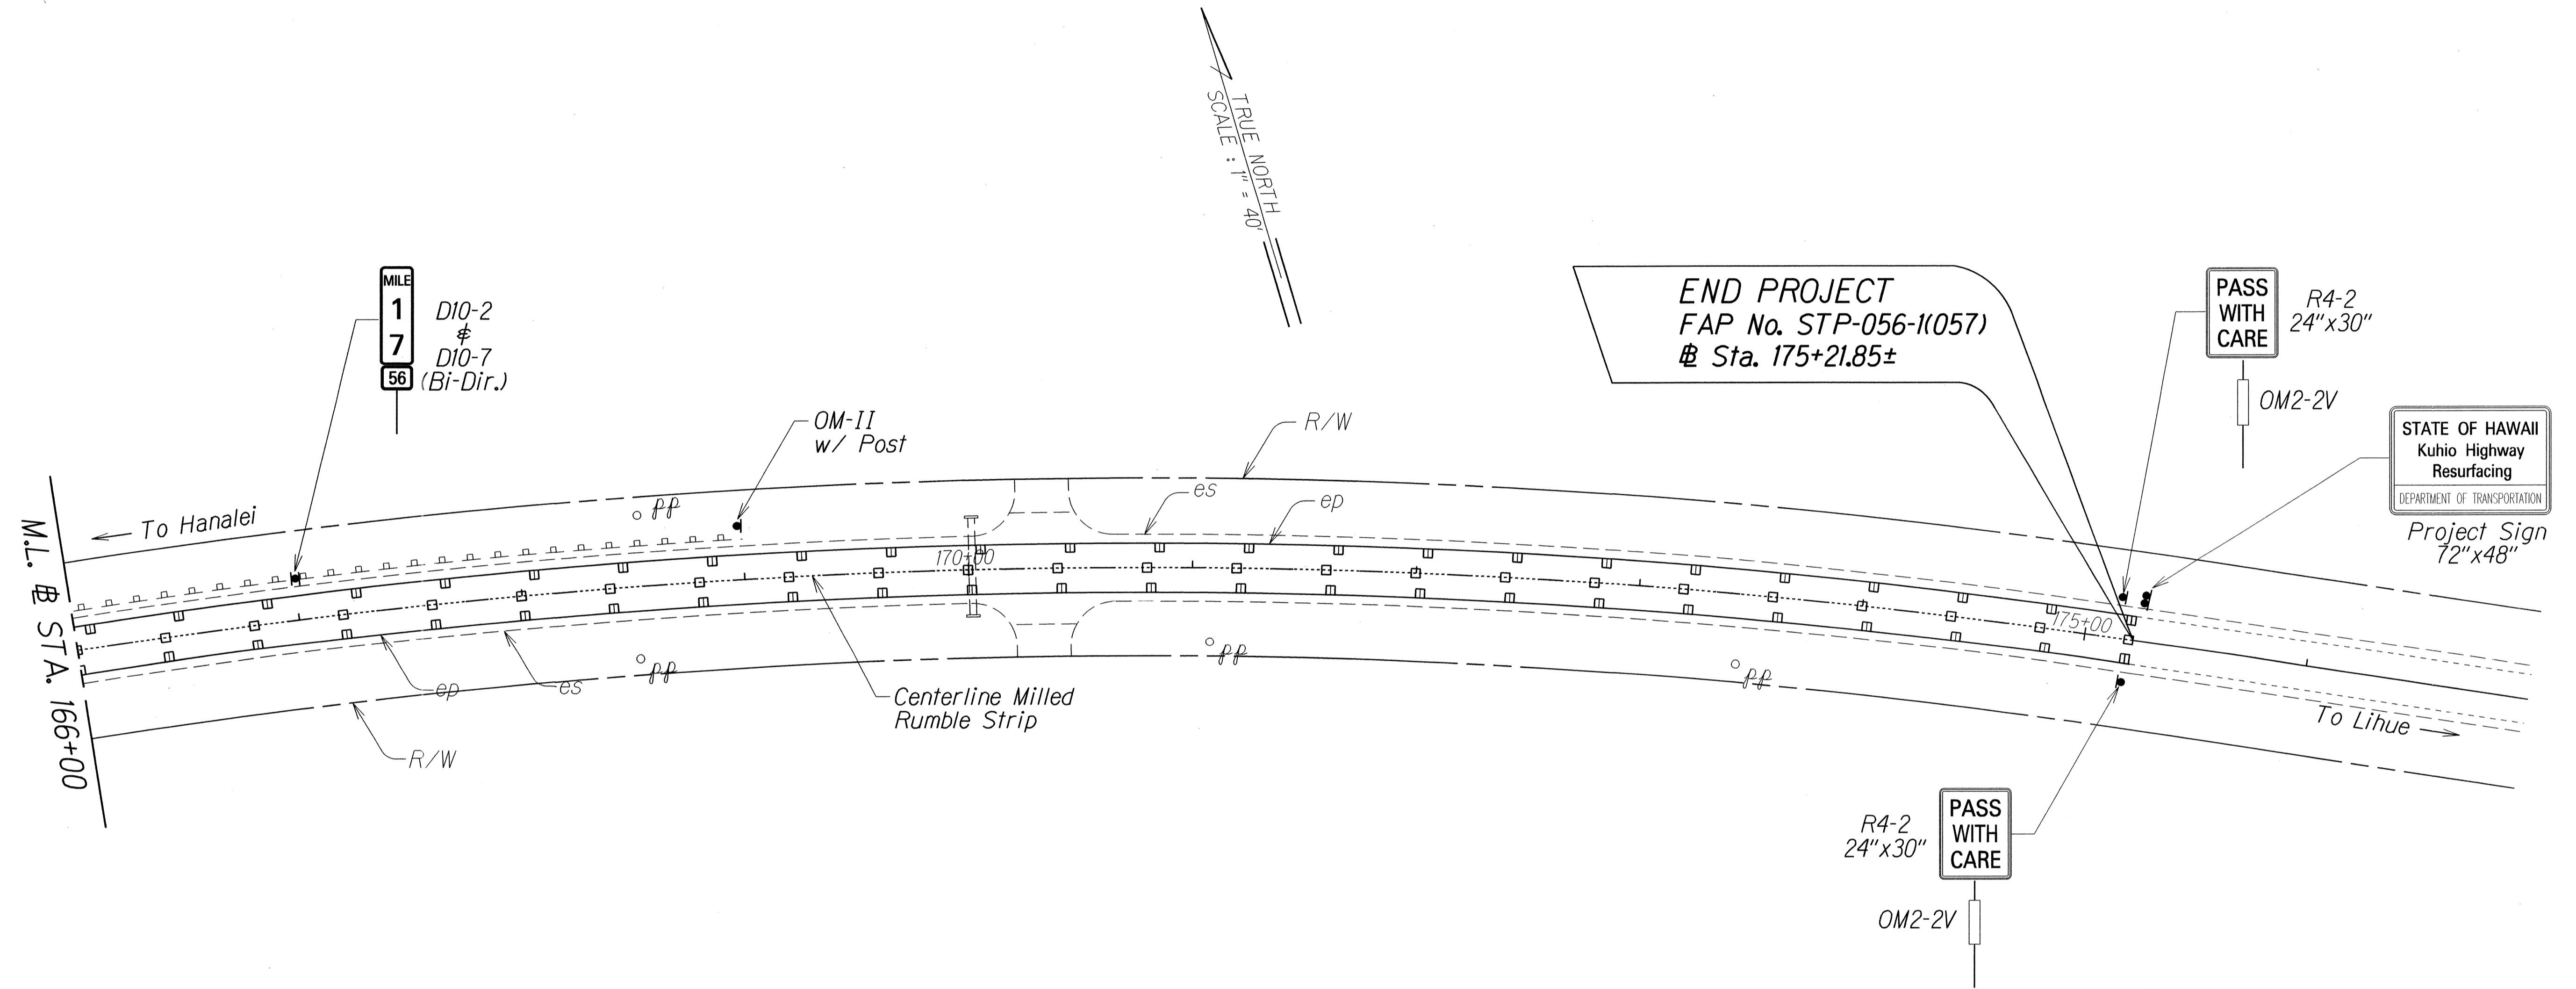 TRUE NORTH
SCALE : 1" = 40'
MILE
1
7
56
D10-2
&
D10-7
(Bi-Dir.)
END PROJECT
FAP No. STP-056-1(057)
BL Sta. 175+21.85±
PASS
WITH
CARE
R4-2
24"x30"
OM2-2V
STATE OF HAWAII
Kuhio Highway
Resurfacing
DEPARTMENT OF TRANSPORTATION
Project Sign
72"x48"
OM-II
w/ Post
R/W
es
ep
To Hanalei
pp
170+00
175+00
M.L. BL STA. 166+00
ep
es
pp
pp
pp
Centerline Milled
Rumble Strip
R/W
To Lihue
R4-2
24"x30"
PASS
WITH
CARE
OM2-2V